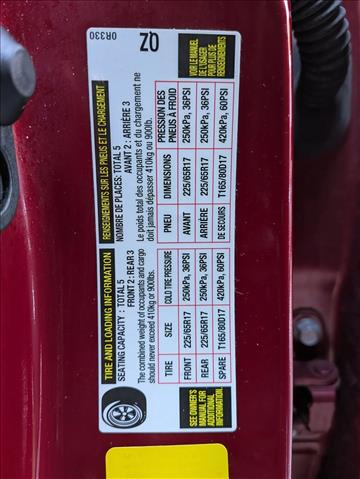 TIRE AND LOADING INFORMATION
SEATING CAPACITY : TOTAL 5
FRONT 2 : REAR 3
The combined weight of occupants and cargo
should never exceed 410kg or 900lbs.
TIRE SIZE COLD TIRE PRESSURE
FRONT 225/65R17 250kPa, 36PSI
REAR 225/65R17 250kPa, 36PSI
SPARE T165/80D17 420kPa, 60PSI
SEE OWNER'S
MANUAL FOR
ADDITIONAL
INFORMATION
RENSEIGNEMENTS SUR LES PNEUS ET LE CHARGEMENT
NOMBRE DE PLACES: TOTAL 5
AVANT 2 : ARRIÈRE 3
Le poids total des occupants et du chargement ne
doit jamais dépasser 410kg ou 900lb.
PNEU DIMENSIONS PRESSION DES
PNEUS À FROID
AVANT 225/65R17 250kPa, 36PSI
ARRIÈRE 225/65R17 250kPa, 36PSI
DE SECOURS T165/80D17 420kPa, 60PSI
VOIR LE MANUEL
DE L'USAGER
POUR PLUS DE
RENSEIGNEMENTS
0R330
QZ